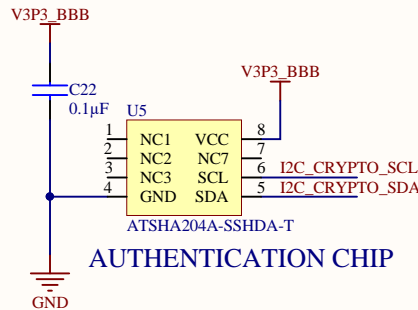 V3P3_BBB
C22
0.1µF
V3P3_BBB
U5
1 NC1 VCC 8
2 NC2 NC7 7
3 NC3 SCL 6 I2C_CRYPTO_SCL
4 GND SDA 5 I2C_CRYPTO_SDA
ATSHA204A-SSHDA-T
AUTHENTICATION CHIP
GND